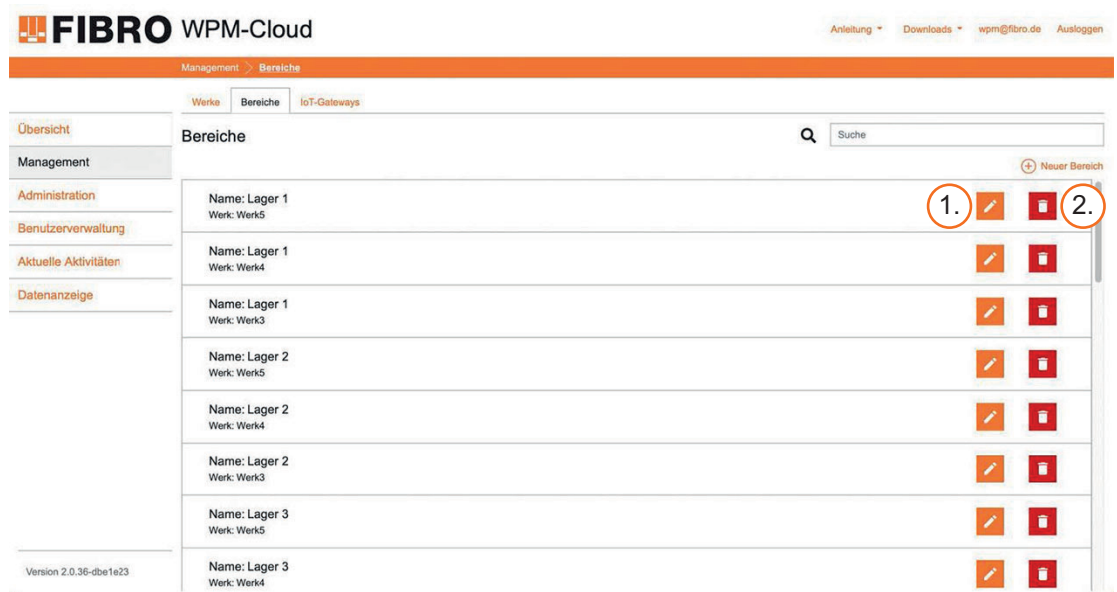 FIBRO WPM-Cloud
Anleitung Downloads wpm@fibro.de Ausloggen
Management Bereiche
Werke Bereiche IoT-Gateways
Übersicht
Management
Administration
Benutzerverwaltung
Aktuelle Aktivitäten
Datenanzeige
Bereiche
Suche
Neuer Bereich
Name: Lager 1
Werk: Werk5
1.
2.
Name: Lager 1
Werk: Werk4
Name: Lager 1
Werk: Werk3
Name: Lager 2
Werk: Werk5
Name: Lager 2
Werk: Werk4
Name: Lager 2
Werk: Werk3
Name: Lager 3
Werk: Werk5
Name: Lager 3
Werk: Werk4
Version 2.0.36-dbe1e23